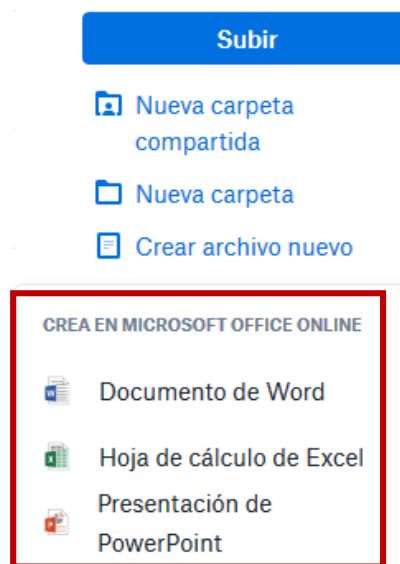 Subir
Nueva carpeta
compartida
Nueva carpeta
Crear archivo nuevo
CREA EN MICROSOFT OFFICE ONLINE
Documento de Word
Hoja de cálculo de Excel
Presentación de
PowerPoint